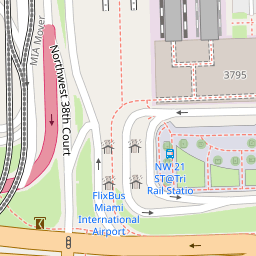 MIA Mover
Northwest 38th Court
3795
NW 21
ST@Tri
Rail Statio
FlixBus
Miami
International
Airport